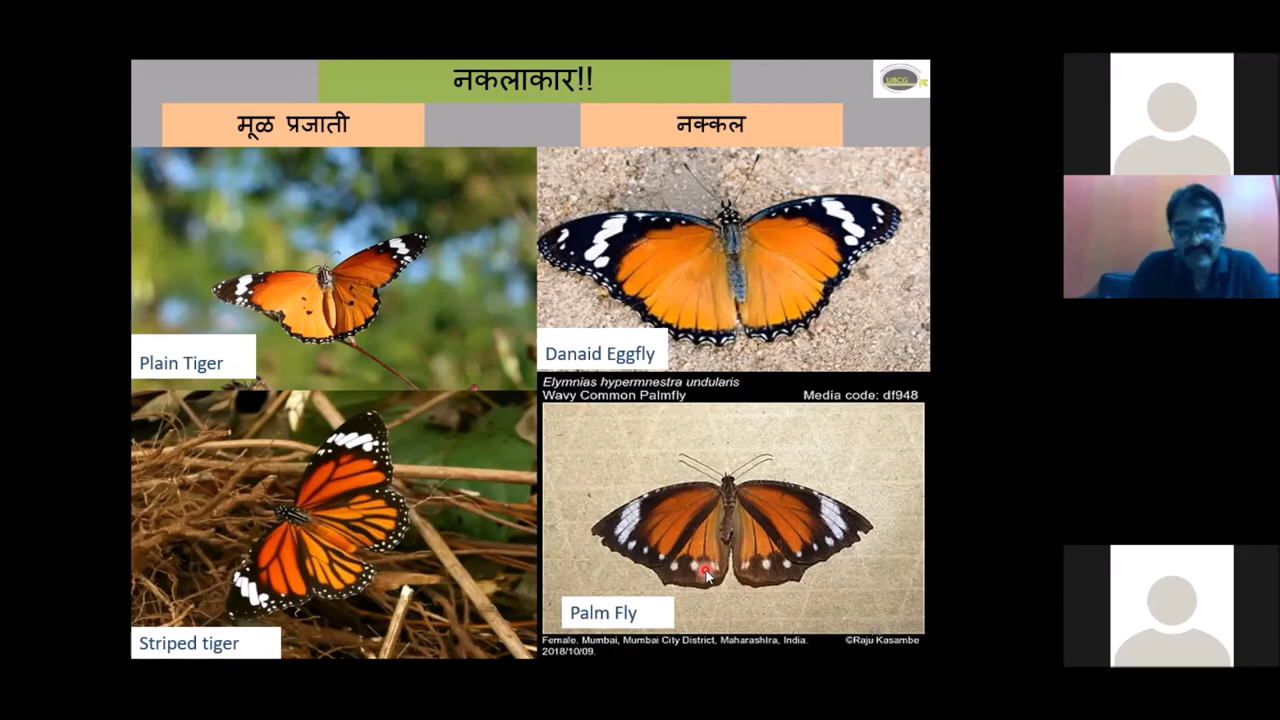 नकलाकार!!
UBCG
मूळ प्रजाती
नक्कल
Plain Tiger
Danaid Eggfly
Elymnias hypermnestra undularis
Wavy Common Palmfly Media code: df948
Striped tiger
Palm Fly
Female. Mumbai, Mumbai City District, Maharashtra, India. ©Raju Kasambe
2018/10/09.